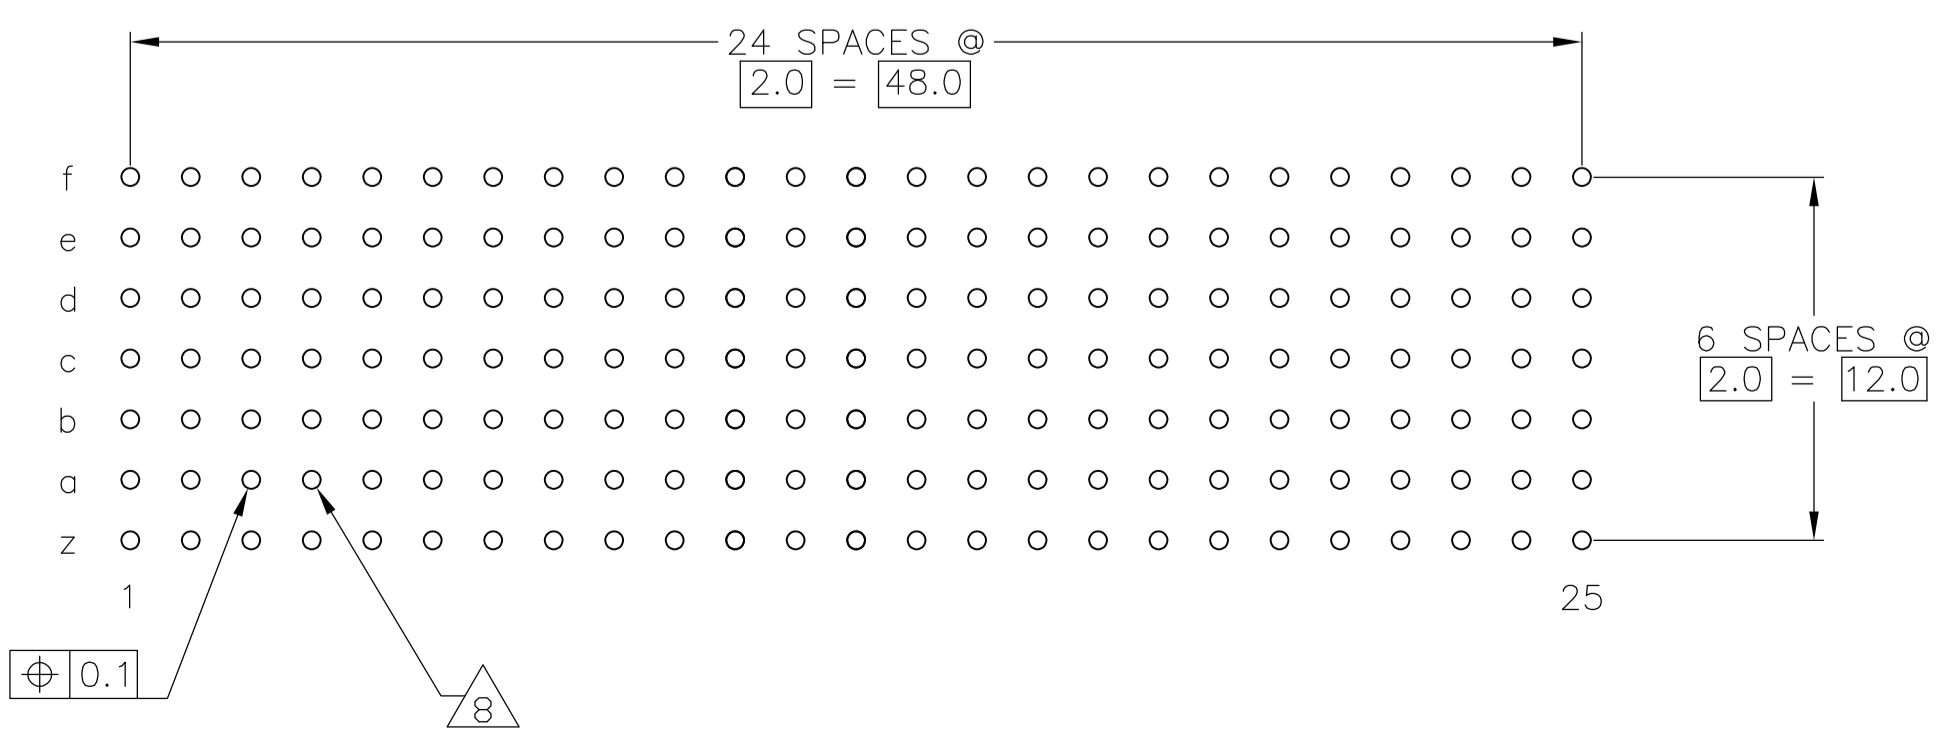 24 SPACES @
2.0 = 48.0
f
e
d
c
b
a
z
6 SPACES @
2.0 = 12.0
1
25
⌖ 0.1
8